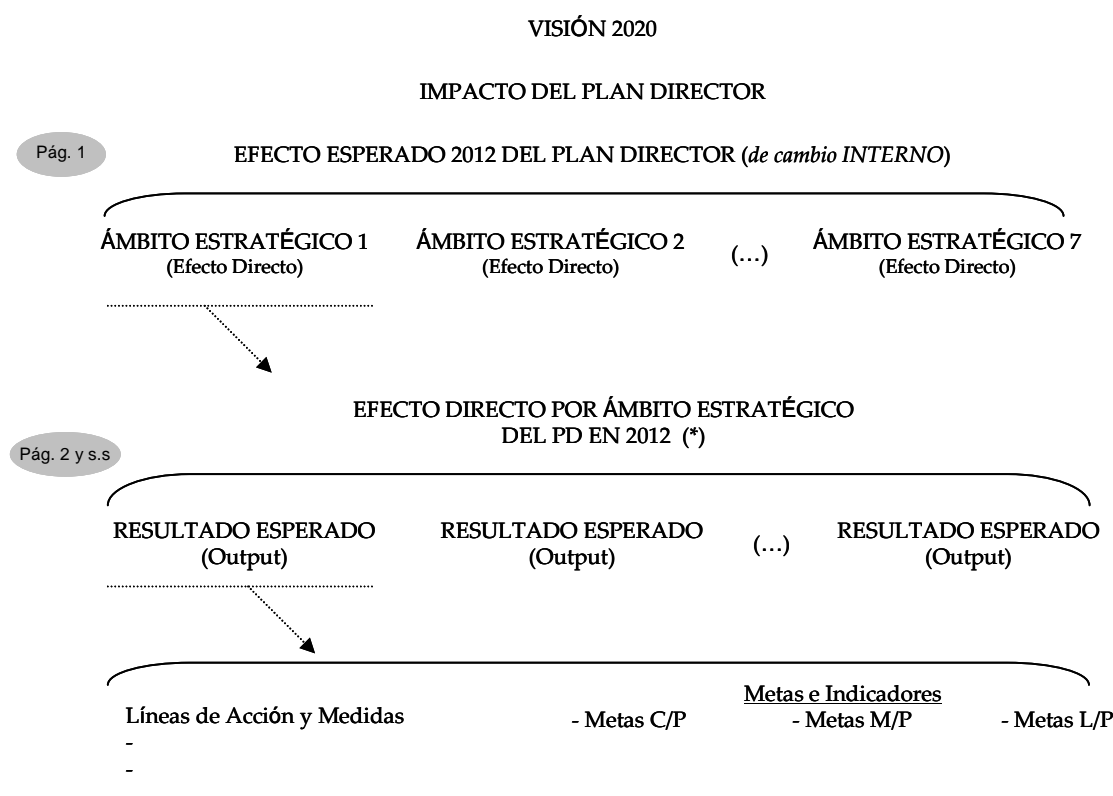 VISIÓN 2020
IMPACTO DEL PLAN DIRECTOR
Pág. 1
EFECTO ESPERADO 2012 DEL PLAN DIRECTOR (de cambio INTERNO)
ÁMBITO ESTRATÉGICO 1 ÁMBITO ESTRATÉGICO 2 (…) ÁMBITO ESTRATÉGICO 7
(Efecto Directo) (Efecto Directo) (Efecto Directo)
EFECTO DIRECTO POR ÁMBITO ESTRATÉGICO
DEL PD EN 2012 (*)
Pág. 2 y s.s
RESULTADO ESPERADO RESULTADO ESPERADO (…) RESULTADO ESPERADO
(Output) (Output) (Output)
Metas e Indicadores
Líneas de Acción y Medidas - Metas C/P - Metas M/P - Metas L/P
-
-